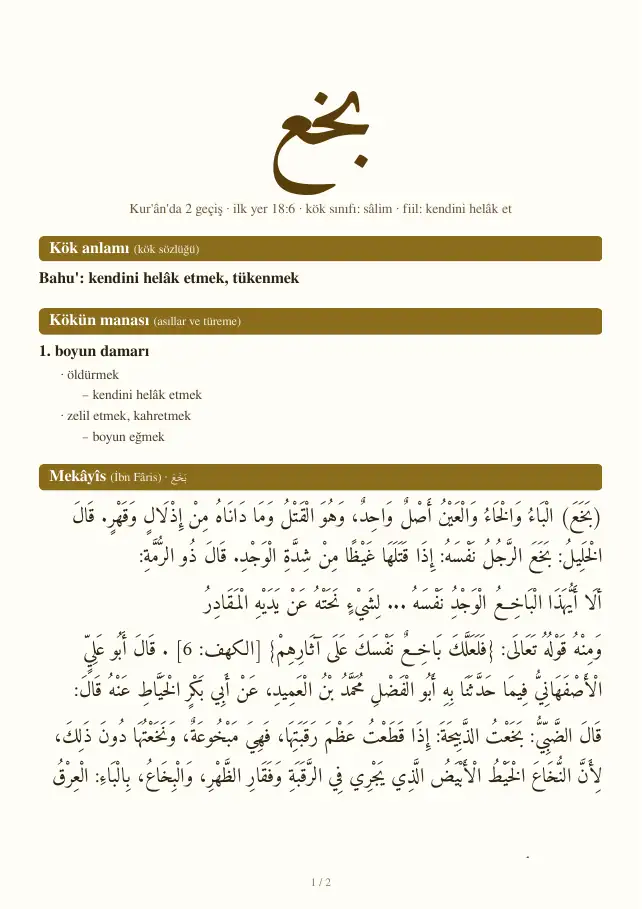 بخع
Kur'ân'da 2 geçiş · ilk yer 18:6 · kök sınıfı: sâlim · fiil: kendini helâk et
Kök anlamı (kök sözlüğü)
Bahu': kendini helâk etmek, tükenmek
Kökün manası (asıllar ve türeme)
1. boyun damarı
· öldürmek
– kendini helâk etmek
· zelil etmek, kahretmek
– boyun eğmek
Mekâyîs (İbn Fâris) · بَخَعَ
(بَخَعَ) الْبَاءُ وَالْخَاءُ وَالْعَيْنُ أَصْلٌ وَاحِدٌ، وَهُوَ الْقَتْلُ وَمَا دَانَاهُ مِنْ إِذْلَالٍ وَقَهْرٍ. قَالَ
الْخَلِيلُ: بَخَعَ الرَّجُلُ نَفْسَهُ: إِذَا قَتَلَهَا غَيْظًا مِنْ شِدَّةِ الْوَجْدِ. قَالَ ذُو الرُّمَّةِ:
أَلَا أَيُّهَذَا الْبَاخِعُ الْوَجْدُ نَفْسَهُ ... لِشَيْءٍ نَحَتْهُ عَنْ يَدَيْهِ الْمَقَادِرُ
وَمِنْهُ قَوْلُهُ تَعَالَى: {فَلَعَلَّكَ بَاخِعٌ نَفْسَكَ عَلَى آثَارِهِمْ} [الكهف: 6] . قَالَ أَبُو عَلِيٍّ
الْأَصْفَهَانِيُّ فِيمَا حَدَّثَنَا بِهِ أَبُو الْفَضْلِ مُحَمَّدُ بْنُ الْعَمِيدِ، عَنْ أَبِي بَكْرٍ الْخَيَّاطِ عَنْهُ قَالَ:
قَالَ الضَّبِّيُّ: بَخَعْتُ الذَّبِيحَةَ: إِذَا قَطَعْتُ عَظْمَ رَقَبَتِهَا، فَهِيَ مَبْخُوعَةٌ، وَنَخَعْتُهَا دُونَ ذَلِكَ،
لِأَنَّ النُّخَاعَ الْخَيْطُ الْأَبْيَضُ الَّذِي يَجْرِي فِي الرَّقَبَةِ وَفَقَارِ الظَّهْرِ، وَالْبِخَاعُ، بِالْبَاءِ: الْعِرْقُ
1 / 2